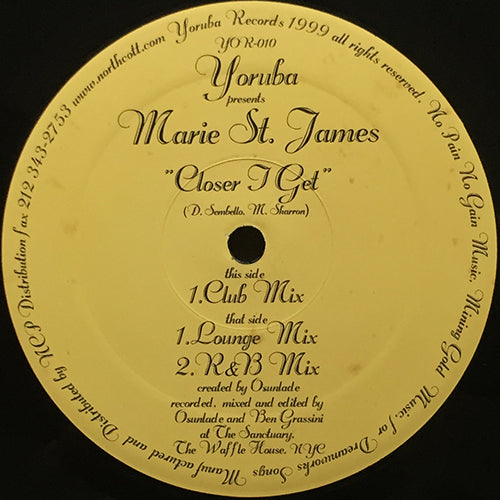 Yoruba Records 1999 all rights reserved. No Pain No Gain Music, Mining Gold Music, for Dreamworks Songs Manufactured and Distributed by NCP Distribution fax 212 343-2753 www.northcott.com
YOR-010
Yoruba
presents
Marie St. James
"Closer I Get"
(D. Sembello, M. Sharron)
this side
1.Club Mix
that side
1.Lounge Mix
2.R&B Mix
created by Osunlade
recorded, mixed and edited by
Osunlade and Ben Grassini
at The Sanctuary,
The Waffle House, NYC